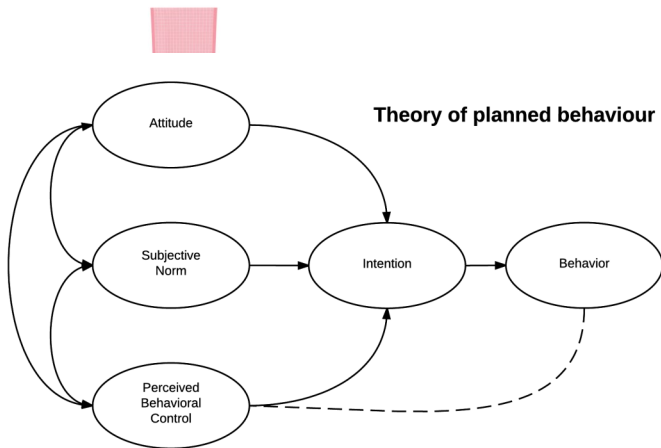 Attitude
Theory of planned behaviour
Subjective
Norm
Intention
Behavior
Perceived
Behavioral
Control